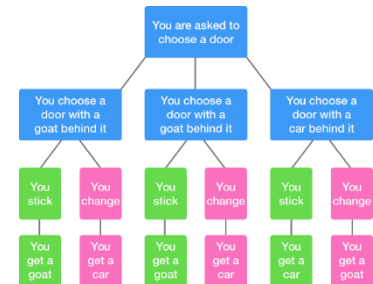 You are asked to
choose a door
You choose a
door with a
goat behind it
You choose a
door with a
goat behind it
You choose a
door with a
car behind it
You
stick
You
change
You
stick
You
change
You
stick
You
change
You
get a
goat
You
get a
car
You
get a
goat
You
get a
car
You
get a
car
You
get a
goat